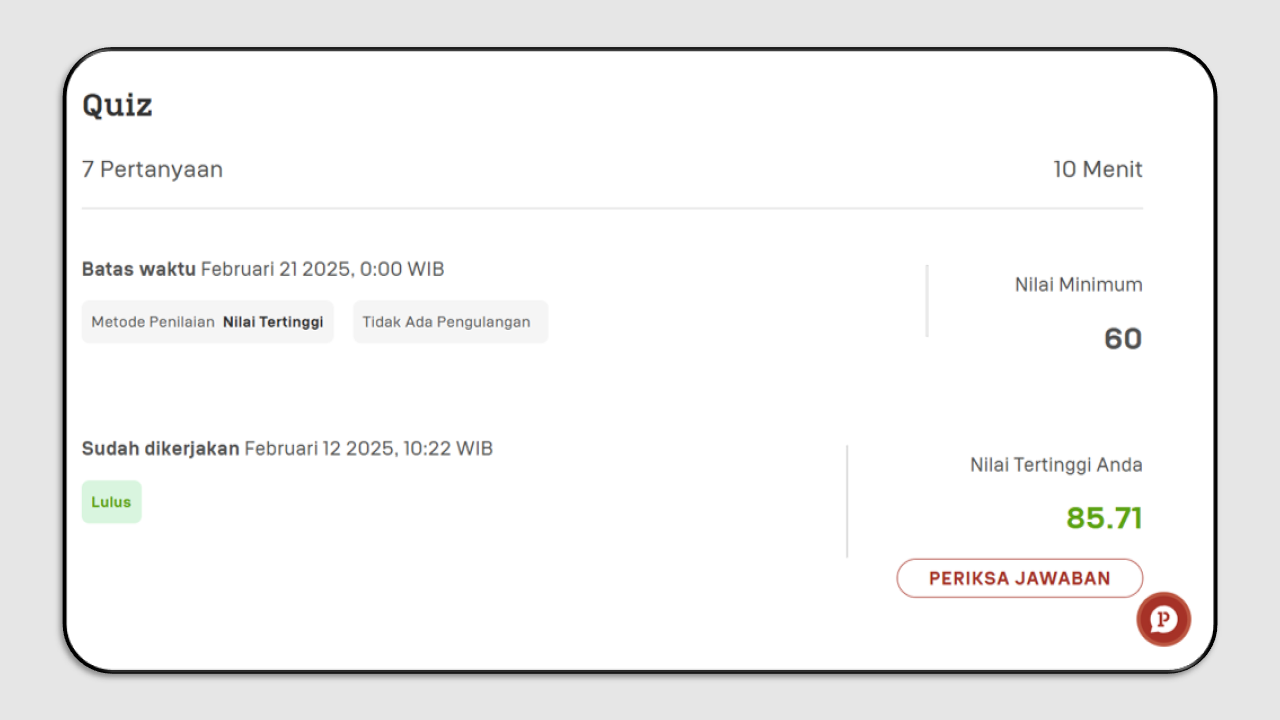 Quiz
7 Pertanyaan
10 Menit
Batas waktu Februari 21 2025, 0:00 WIB
Metode Penilaian Nilai Tertinggi
Tidak Ada Pengulangan
Nilai Minimum
60
Sudah dikerjakan Februari 12 2025, 10:22 WIB
Lulus
Nilai Tertinggi Anda
85.71
PERIKSA JAWABAN
P